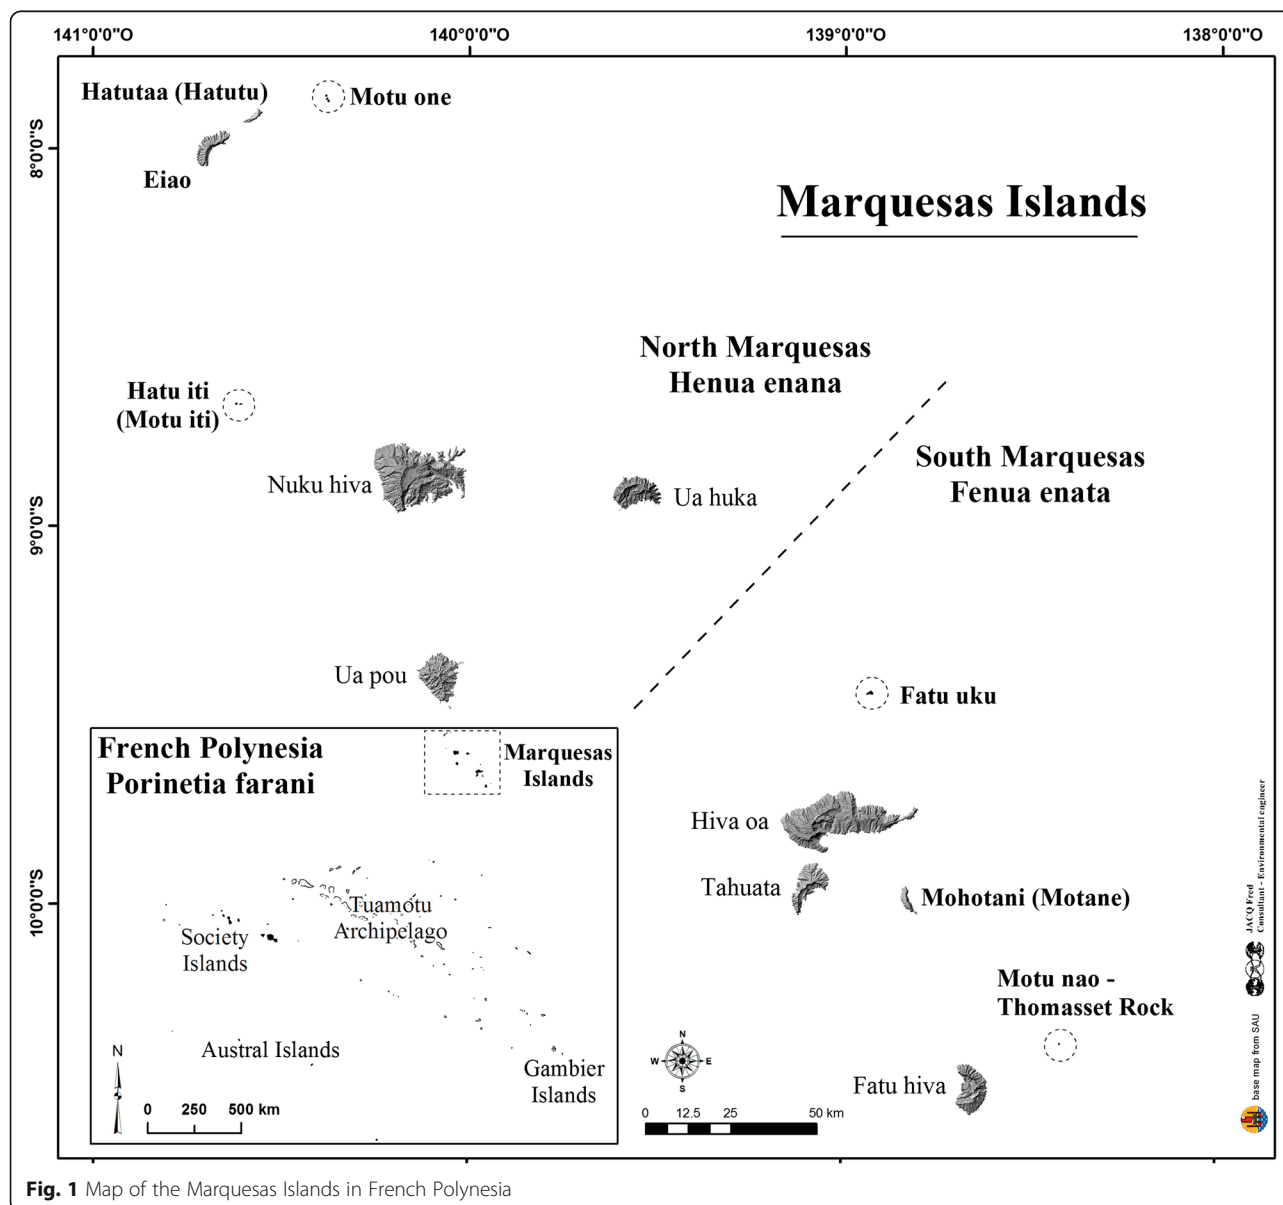 141°0'0"O 140°0'0"O 139°0'0"O 138°0'0"O
Hatutaa (Hatutu)
Motu one
8°0'0"S
Eiao
Marquesas Islands
North Marquesas
Henua enana
Hatu iti
(Motu iti)
South Marquesas
Fenua enata
Nuku hiva
Ua huka
9°0'0"S
Ua pou
Fatu uku
French Polynesia
Porinetia farani
Marquesas
Islands
Hiva oa
Tahuata
Mohotani (Motane)
10°0'0"S
Tuamotu
Archipelago
Society
Islands
Motu nao -
Thomasset Rock
Austral Islands
Gambier
Islands
Fatu hiva
N
0 250 500 km
N
W E
S
0 12.5 25 50 km
JACQ Fred
Consultant - Environmental engineer
base map from SAU
Fig. 1 Map of the Marquesas Islands in French Polynesia